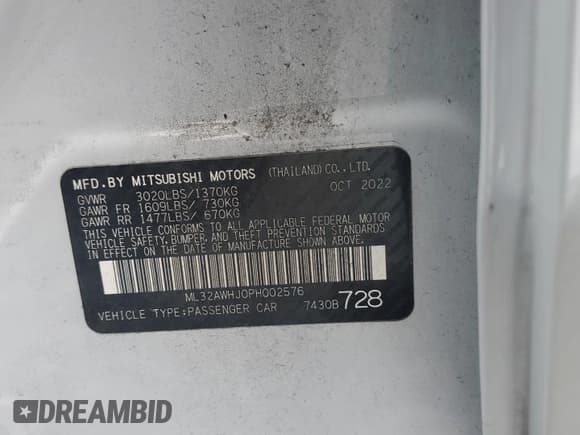 MFD.BY MITSUBISHI MOTORS (THAILAND)CO.,LTD.
GVWR 3020LBS/1370KG OCT 2022
GAWR FR 1609LBS/ 730KG
GAWR RR 1477LBS/ 670KG
THIS VEHICLE CONFORMS TO ALL APPLICABLE FEDERAL MOTOR
VEHICLE SAFETY, BUMPER, AND THEFT PREVENTION STANDARDS
IN EFFECT ON THE DATE OF MANUFACTURE SHOWN ABOVE.
ML32AWHJ0PH002576
VEHICLE TYPE:PASSENGER CAR 7430B 728
DREAMBID